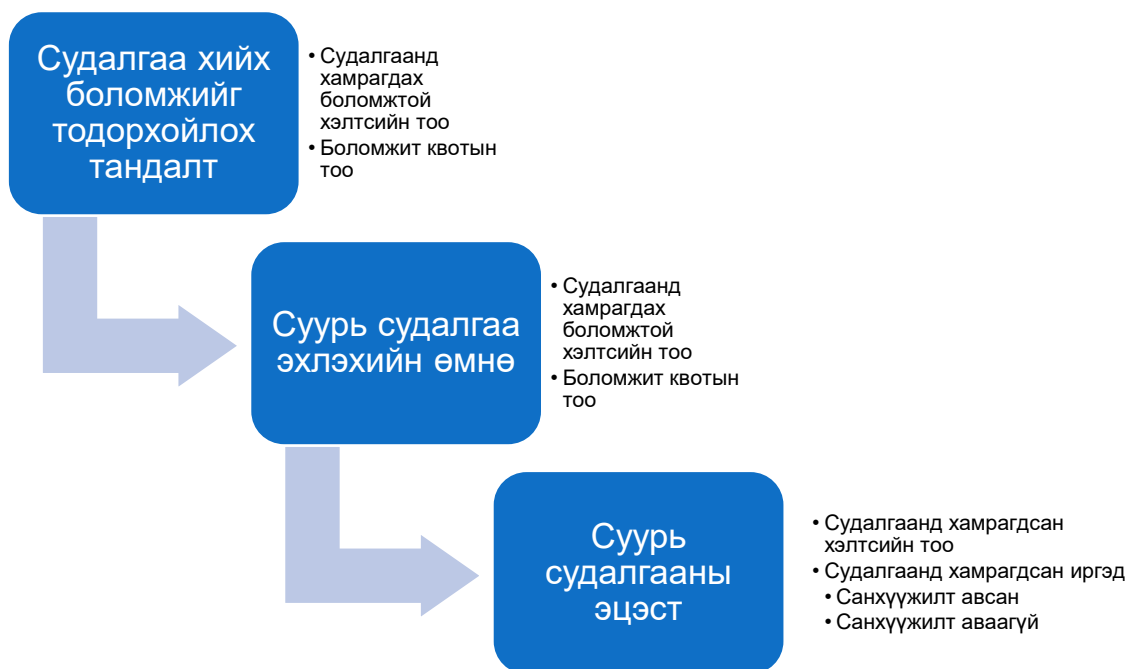 Судалгаа хийх
боломжийг
тодорхойлох
тандалт
• Судалгаанд
хамрагдах
боломжтой
хэлтсийн тоо
• Боломжит квотын
тоо
Суурь судалгаа
эхлэхийн өмнө
• Судалгаанд
хамрагдах
боломжтой
хэлтсийн тоо
• Боломжит квотын
тоо
Суурь
судалгааны
эцэст
• Судалгаанд хамрагдсан
хэлтсийн тоо
• Судалгаанд хамрагдсан иргэд
• Санхүүжилт авсан
• Санхүүжилт аваагүй